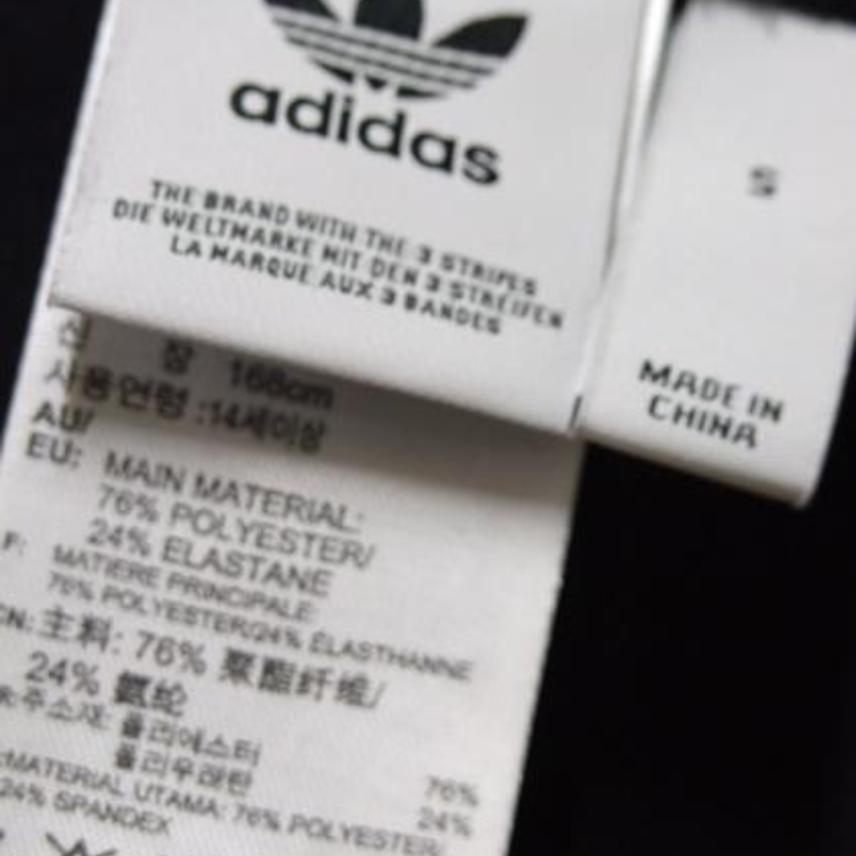 adidas
THE BRAND WITH THE 3 STRIPES
DIE WELTMARKE MIT DEN 3 STREIFEN
LA MARQUE AUX 3 BANDES
S
MADE IN
CHINA
신 장 168cm
사용연령 :14세이상
AU/
EU: MAIN MATERIAL:
76% POLYESTER/
24% ELASTANE
F: MATIERE PRINCIPALE:
76% POLYESTER/24% ÉLASTHANNE
CN: 主料: 76% 聚酯纤维/
24% 氨纶
주소재: 폴리에스터 76%
폴리우레탄 24%
:MATERIAL UTAMA: 76% POLYESTER/
24% SPANDEX